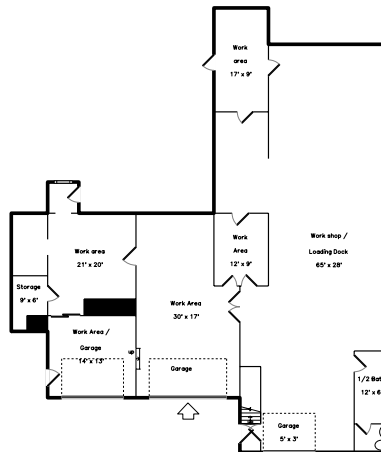 Work
area
17' x 9'
Work area
21' x 20'
Work
Area
12' x 9'
Work shop /
Loading Dock
65' x 28'
Storage
9' x 6'
Work Area
30' x 17'
Work Area /
Garage
14' x 13'
up
Garage
1/2 Bat
12' x 6
Garage
5' x 3'